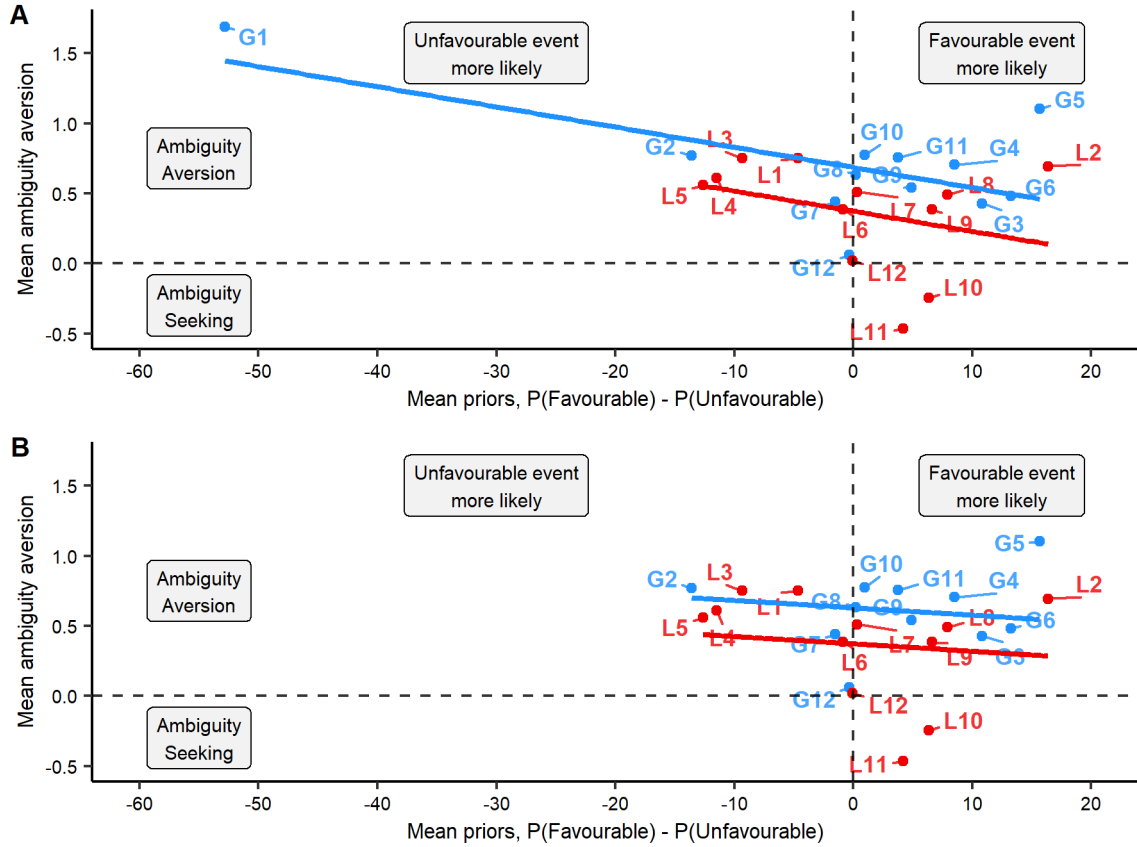 A
Mean ambiguity aversion
1.5
1.0
0.5
0.0
-0.5
G1
Unfavourable event
more likely
Favourable event
more likely
G5
Ambiguity
Aversion
G2
L3
G10
G11
G4
L2
L1
G8
G9
L8
G6
L5
L4
G7
L7
L9
G3
L6
G12
L12
Ambiguity
Seeking
L10
L11
-60
-50
-40
-30
-20
-10
0
10
20
Mean priors, P(Favourable) - P(Unfavourable)
B
Mean ambiguity aversion
1.5
1.0
0.5
0.0
-0.5
Unfavourable event
more likely
Favourable event
more likely
G5
Ambiguity
Aversion
G2
L3
G10
G11
G4
L2
L1
G8
G9
L8
G6
L5
L4
G7
L7
L9
G3
L6
G12
L12
Ambiguity
Seeking
L10
L11
-60
-50
-40
-30
-20
-10
0
10
20
Mean priors, P(Favourable) - P(Unfavourable)